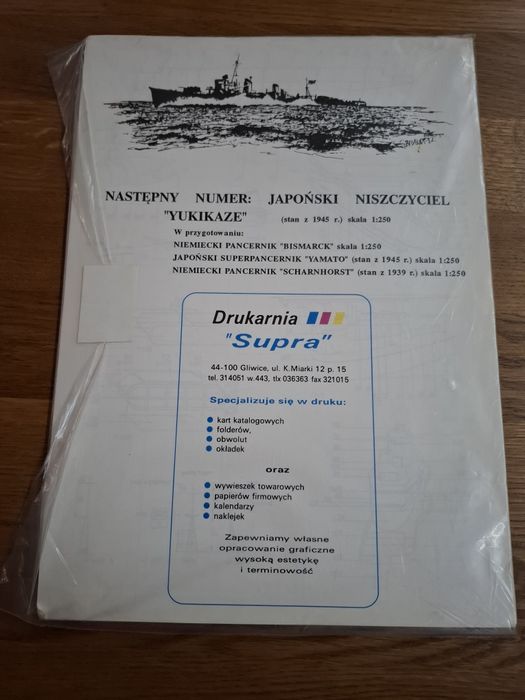 NASTĘPNY NUMER: JAPOŃSKI NISZCZYCIEL
"YUKIKAZE" (stan z 1945 r.) skala 1:250
W przygotowaniu:
NIEMIECKI PANCERNIK "BISMARCK" skala 1:250
JAPOŃSKI SUPERPANCERNIK "YAMATO" (stan z 1945 r.) skala 1:250
NIEMIECKI PANCERNIK "SCHARNHORST" (stan z 1939 r.) skala 1:250
Drukarnia
"Supra"
44-100 Gliwice, ul. K.Miarki 12 p. 15
tel. 314051 w.443, tlx 036363 fax 321015
Specjalizuje się w druku:
● kart katalogowych
● folderów,
● obwolut
● okładek
oraz
● wywieszek towarowych
● papierów firmowych
● kalendarzy
● naklejek
Zapewniamy własne
opracowanie graficzne
wysoką estetykę
i terminowość